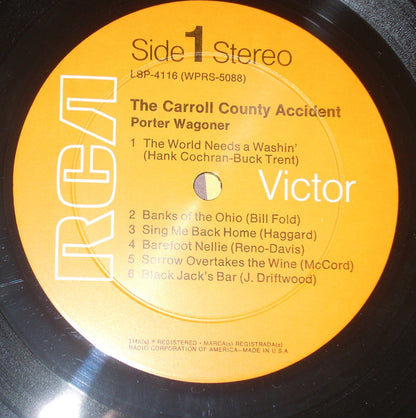 Side 1 Stereo
LSP-4116 (WPRS-5088)
The Carroll County Accident
Porter Wagoner
1 The World Needs a Washin'
(Hank Cochran-Buck Trent)
RCA
Victor
2 Banks of the Ohio (Bill Fold)
3 Sing Me Back Home (Haggard)
4 Barefoot Nellie (Reno-Davis)
5 Sorrow Overtakes the Wine (McCord)
6 Black Jack's Bar (J. Driftwood)
TMK(s) ® REGISTERED • MARCA(s) REGISTRADA(s)
RADIO CORPORATION OF AMERICA–MADE IN U.S.A.